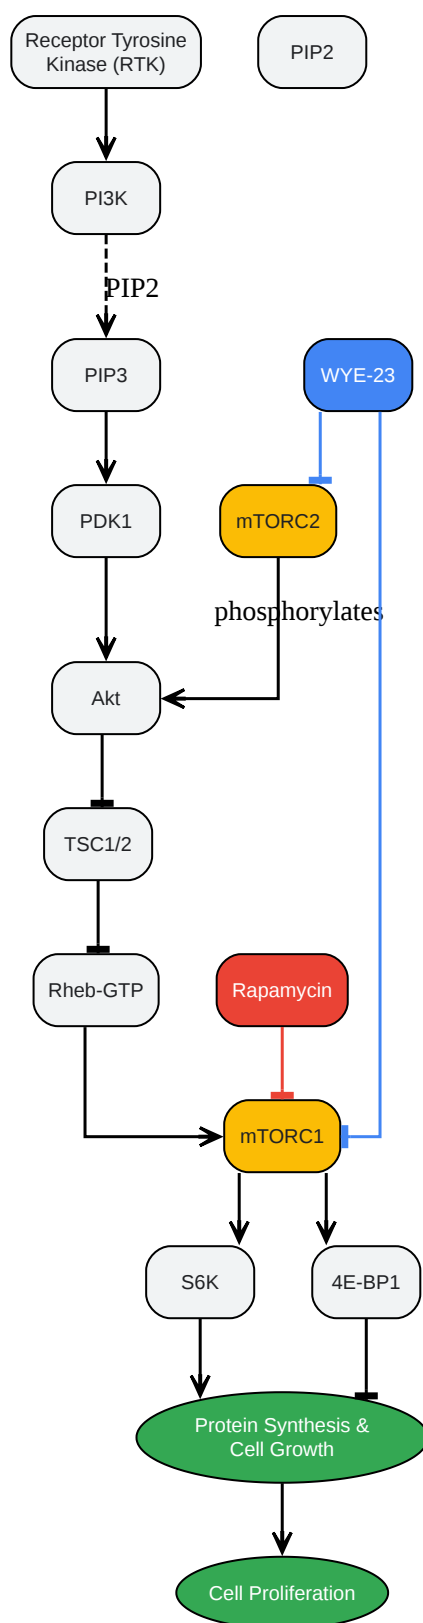 Receptor Tyrosine
Kinase (RTK)
PIP2
PI3K
PIP2
PIP3
WYE-23
PDK1
mTORC2
phosphorylates
Akt
TSC1/2
Rheb-GTP
Rapamycin
mTORC1
S6K
4E-BP1
Protein Synthesis &
Cell Growth
Cell Proliferation